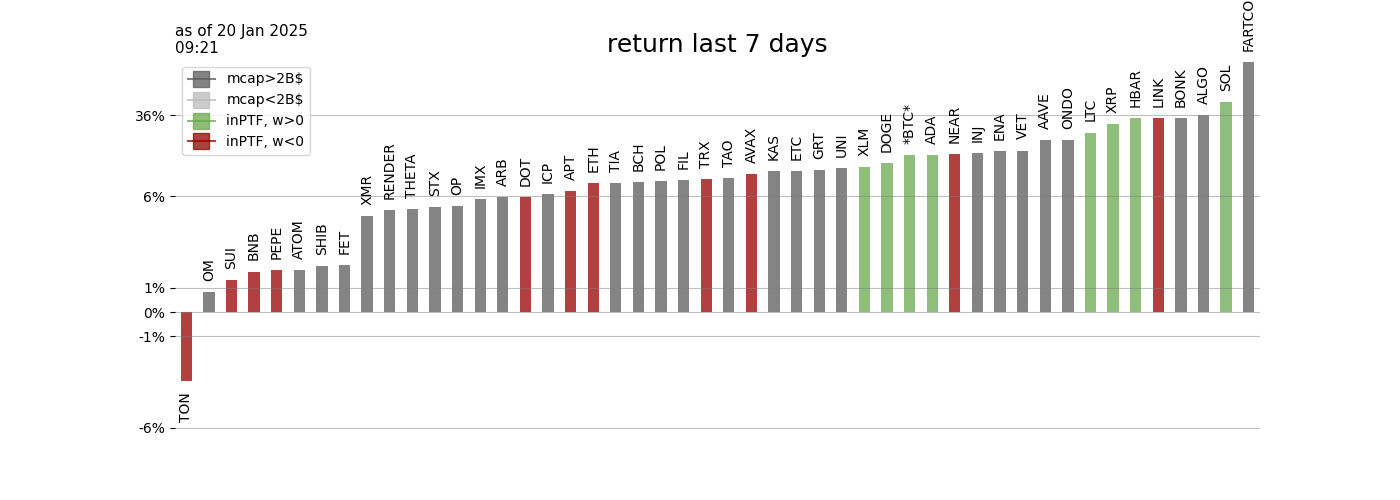 as of 20 Jan 2025
09:21
return last 7 days
mcap>2B$
mcap<2B$
inPTF, w>0
inPTF, w<0
36%
6%
1%
0%
-1%
-6%
TON
OM
SUI
BNB
PEPE
ATOM
SHIB
FET
XMR
RENDER
THETA
STX
OP
IMX
ARB
DOT
ICP
APT
ETH
TIA
BCH
POL
FIL
TRX
TAO
AVAX
KAS
ETC
GRT
UNI
XLM
DOGE
*BTC*
ADA
NEAR
INJ
ENA
VET
AAVE
ONDO
LTC
XRP
HBAR
LINK
BONK
ALGO
SOL
FARTCO